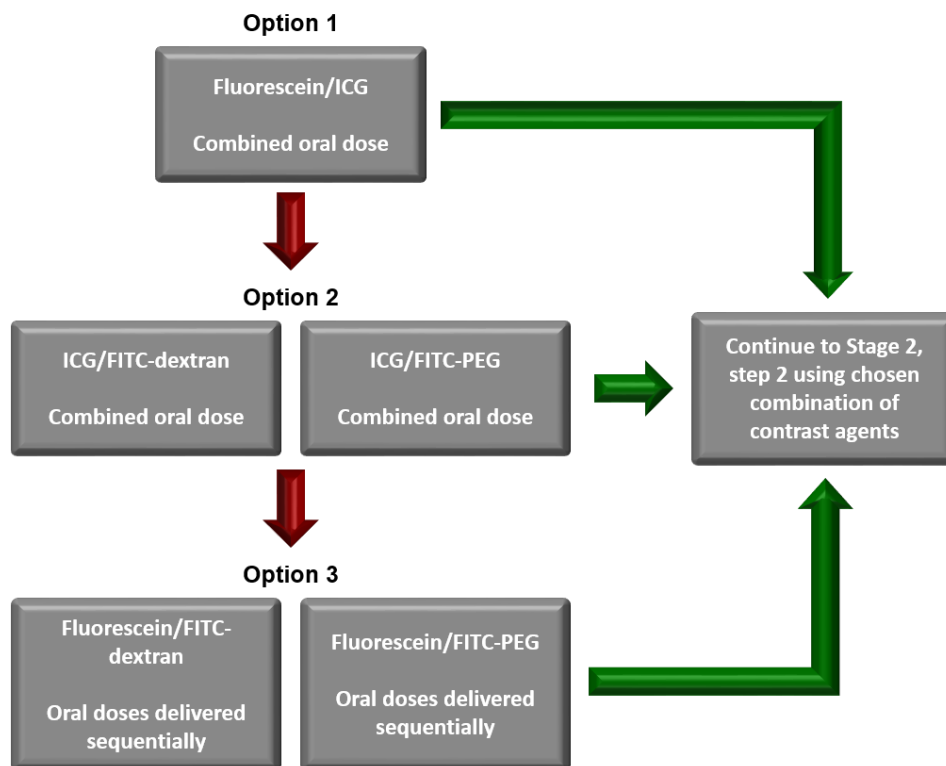 Option 1
Fluorescein/ICG
Combined oral dose
Option 2
ICG/FITC-dextran
Combined oral dose
ICG/FITC-PEG
Combined oral dose
Continue to Stage 2,
step 2 using chosen
combination of
contrast agents
Option 3
Fluorescein/FITC-
dextran
Oral doses delivered
sequentially
Fluorescein/FITC-PEG
Oral doses delivered
sequentially